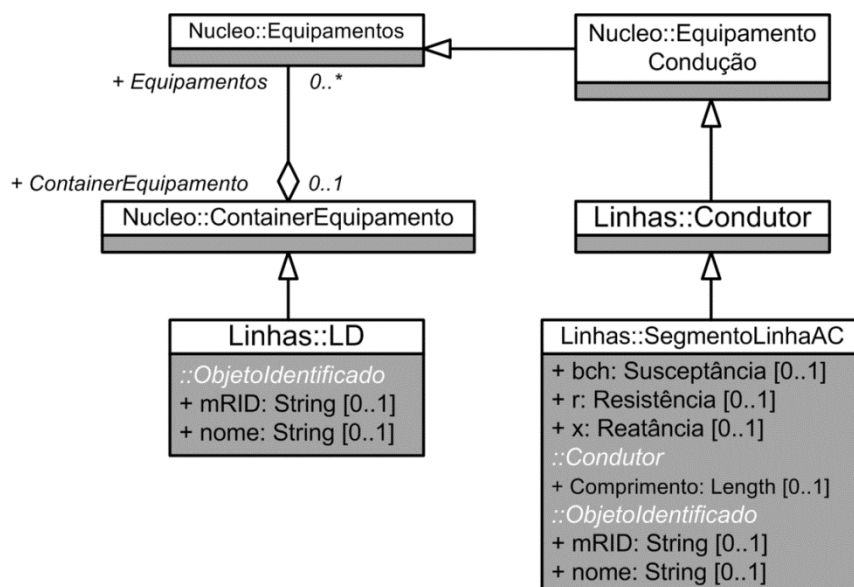 Nucleo::Equipamentos
Nucleo::Equipamento
Condução
+ Equipamentos
0..*
+ ContainerEquipamento
0..1
Nucleo::ContainerEquipamento
Linhas::Condutor
Linhas::LD
::ObjetoIdentificado
+ mRID: String [0..1]
+ nome: String [0..1]
Linhas::SegmentoLinhaAC
+ bch: Susceptância [0..1]
+ r: Resistência [0..1]
+ x: Reatância [0..1]
::Condutor
+ Comprimento: Length [0..1]
::ObjetoIdentificado
+ mRID: String [0..1]
+ nome: String [0..1]